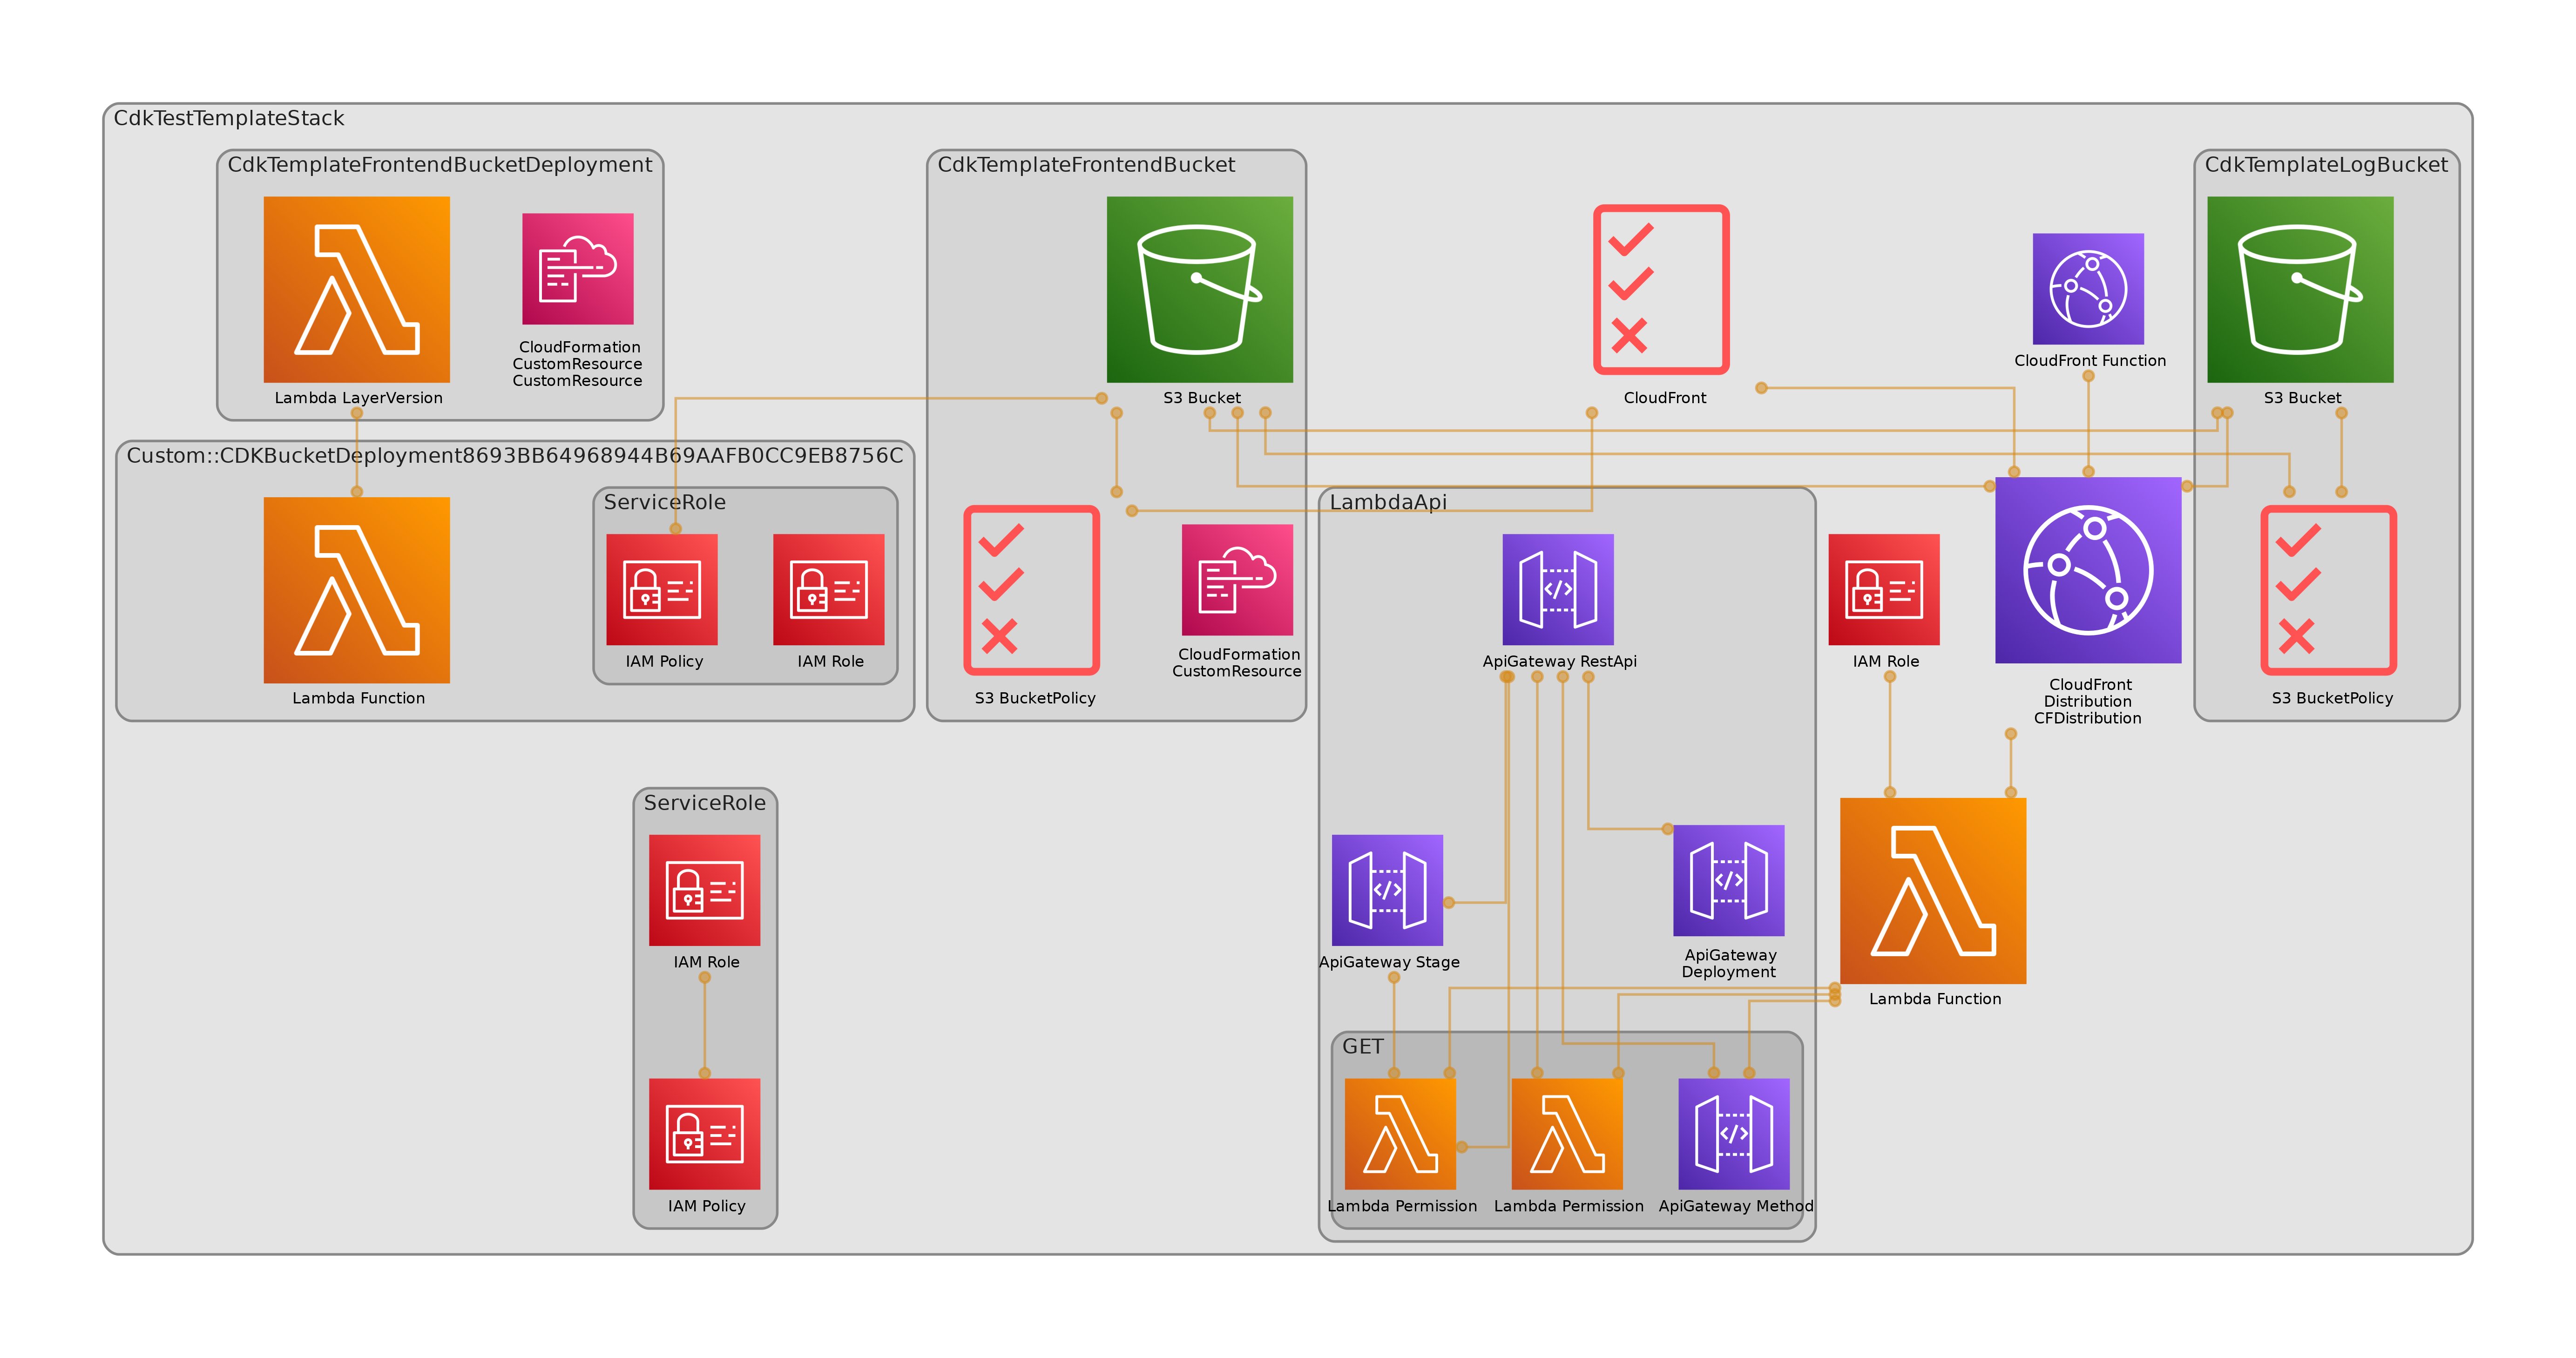 CdkTestTemplateStack
CdkTemplateFrontendBucketDeployment
Lambda LayerVersion
CloudFormation
CustomResource
CustomResource
CdkTemplateFrontendBucket
S3 Bucket
CloudFront
CloudFront Function
CdkTemplateLogBucket
S3 Bucket
Custom::CDKBucketDeployment8693BB64968944B69AAFB0CC9EB8756C
Lambda Function
ServiceRole
IAM Policy
IAM Role
S3 BucketPolicy
CloudFormation
CustomResource
LambdaApi
ApiGateway RestApi
IAM Role
CloudFront
Distribution
CFDistribution
S3 BucketPolicy
ServiceRole
IAM Role
IAM Policy
ApiGateway Stage
ApiGateway
Deployment
Lambda Function
GET
Lambda Permission
Lambda Permission
ApiGateway Method